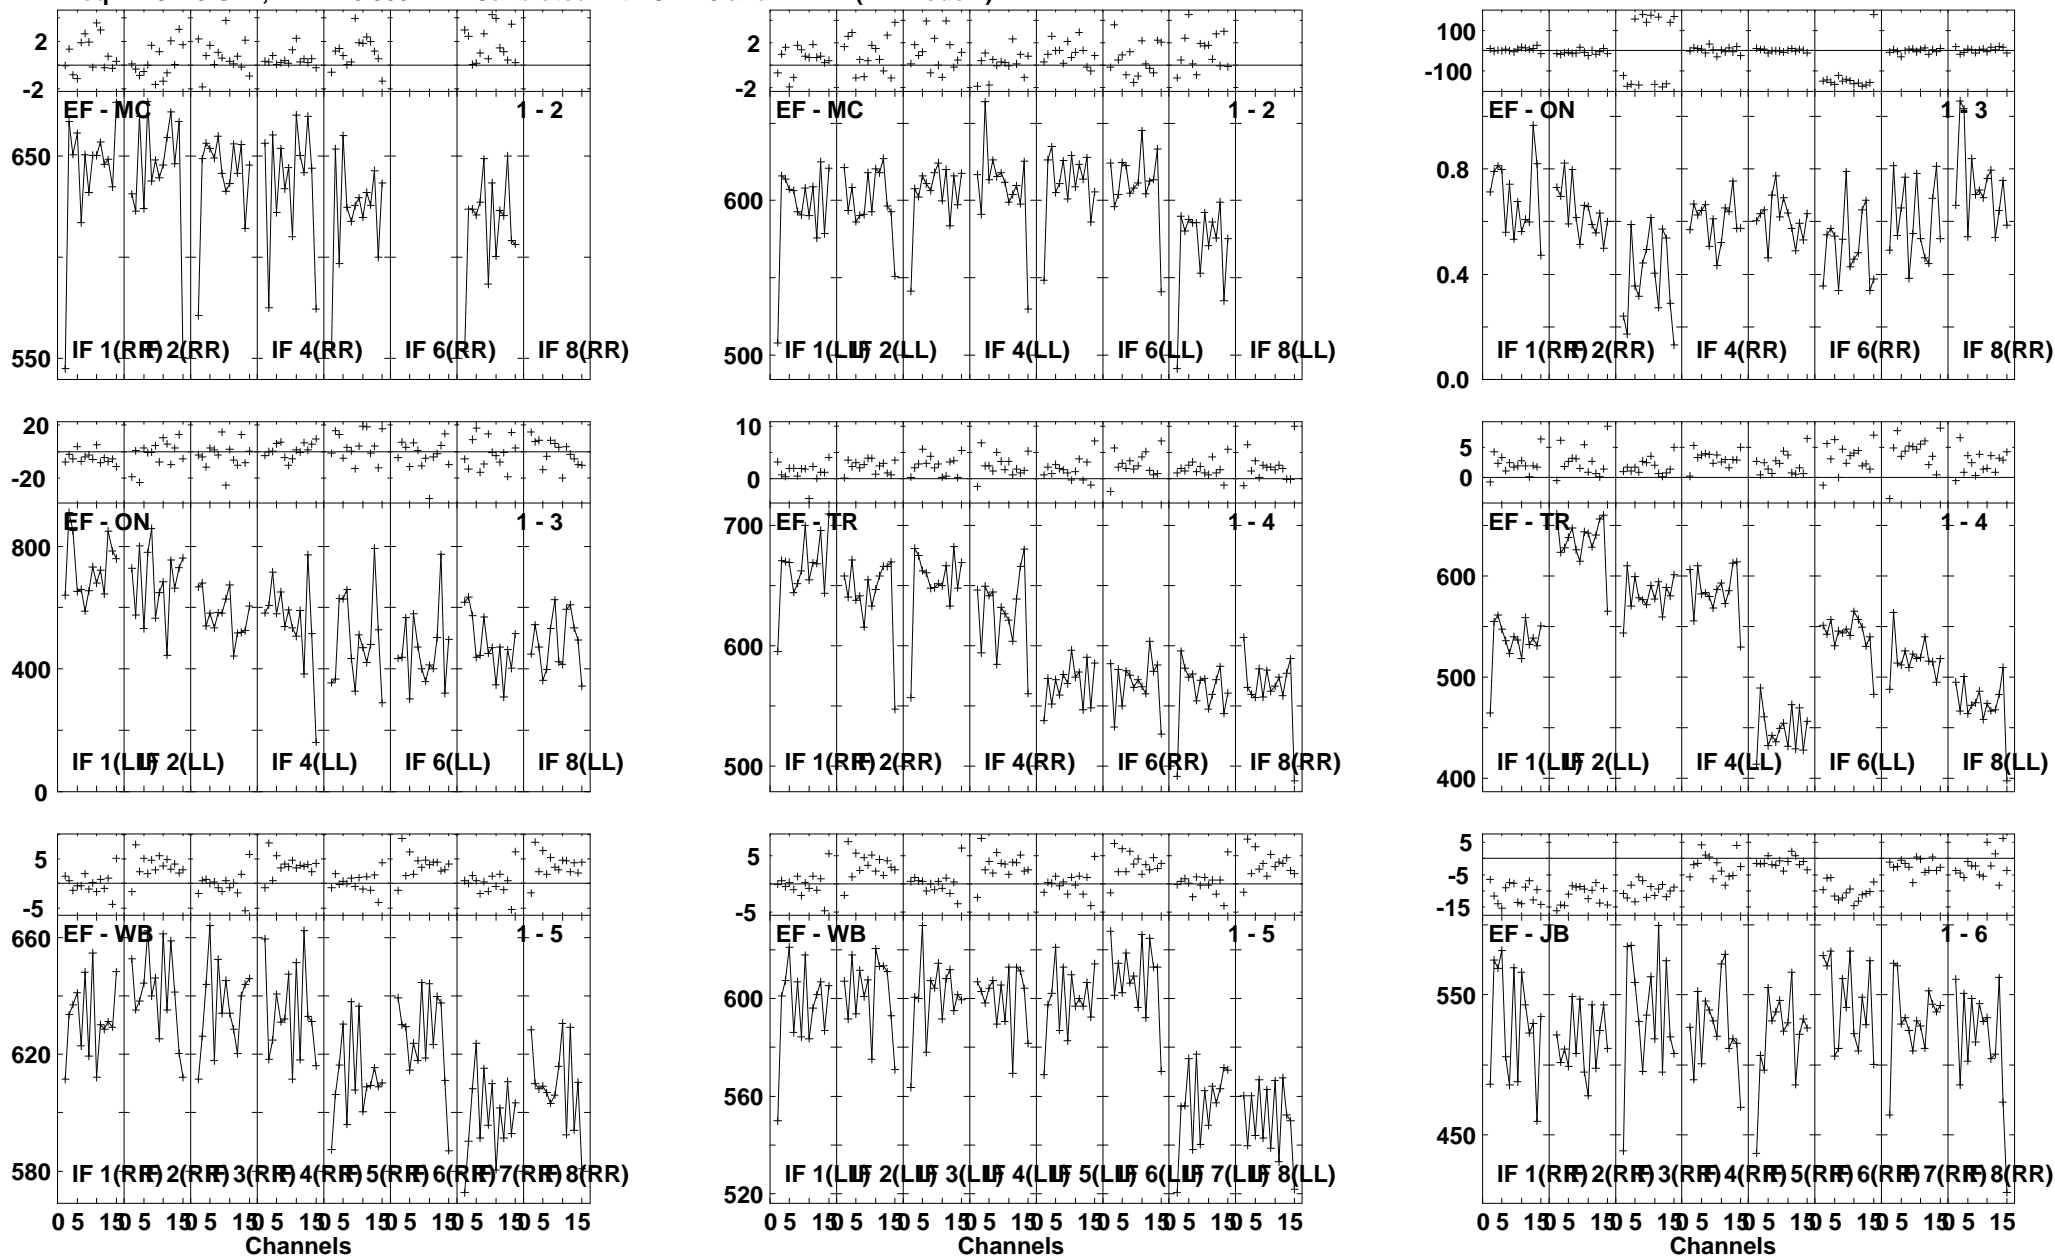 2
-2
EF - MC
1 - 2
650
550
IF 1(RR)
IF 2(RR)
IF 4(RR)
IF 6(RR)
IF 8(RR)
2
-2
EF - MC
1 - 2
600
500
IF 1(LL)
IF 2(LL)
IF 4(LL)
IF 6(LL)
IF 8(LL)
100
-100
EF - ON
1 - 3
0.8
0.4
0.0
IF 1(RR)
IF 2(RR)
IF 4(RR)
IF 6(RR)
IF 8(RR)
20
-20
EF - ON
1 - 3
800
400
0
IF 1(LL)
IF 2(LL)
IF 4(LL)
IF 6(LL)
IF 8(LL)
10
0
EF - TR
1 - 4
700
600
500
IF 1(RR)
IF 2(RR)
IF 4(RR)
IF 6(RR)
IF 8(RR)
5
0
EF - TR
1 - 4
600
500
400
IF 1(LL)
IF 2(LL)
IF 4(LL)
IF 6(LL)
IF 8(LL)
5
-5
EF - WB
1 - 5
660
620
580
IF 1(RR)
IF 2(RR)
IF 3(RR)
IF 4(RR)
IF 5(RR)
IF 6(RR)
IF 7(RR)
IF 8(RR)
0 5 15 0 5 15 0 5 15 0 5 15 0 5 15 0 5 15 0 5 15 0 5 15
Channels
5
-5
EF - WB
1 - 5
600
560
520
IF 1(LL)
IF 2(LL)
IF 3(LL)
IF 4(LL)
IF 5(LL)
IF 6(LL)
IF 7(LL)
IF 8(LL)
0 5 15 0 5 15 0 5 15 0 5 15 0 5 15 0 5 15 0 5 15 0 5 15
Channels
5
-5
-15
EF - JB
1 - 6
550
450
IF 1(RR)
IF 2(RR)
IF 3(RR)
IF 4(RR)
IF 5(RR)
IF 6(RR)
IF 7(RR)
IF 8(RR)
0 5 15 0 5 15 0 5 15 0 5 15 0 5 15 0 5 15 0 5 15 0 5 15
Channels